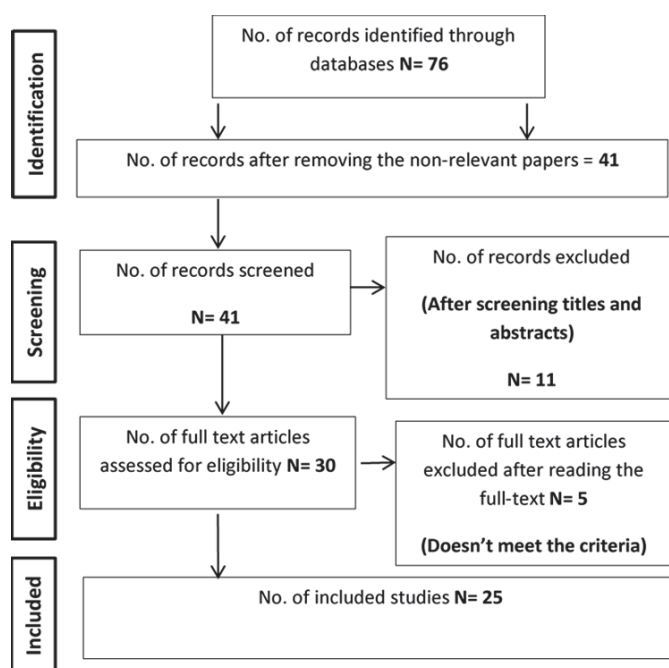 Identification
No. of records identified through
databases N= 76
No. of records after removing the non-relevant papers = 41
Screening
No. of records screened
N= 41
No. of records excluded
(After screening titles and
abstracts)
N= 11
Eligibility
No. of full text articles
assessed for eligibility N= 30
No. of full text articles
excluded after reading the
full-text N= 5
(Doesn’t meet the criteria)
Included
No. of included studies N= 25